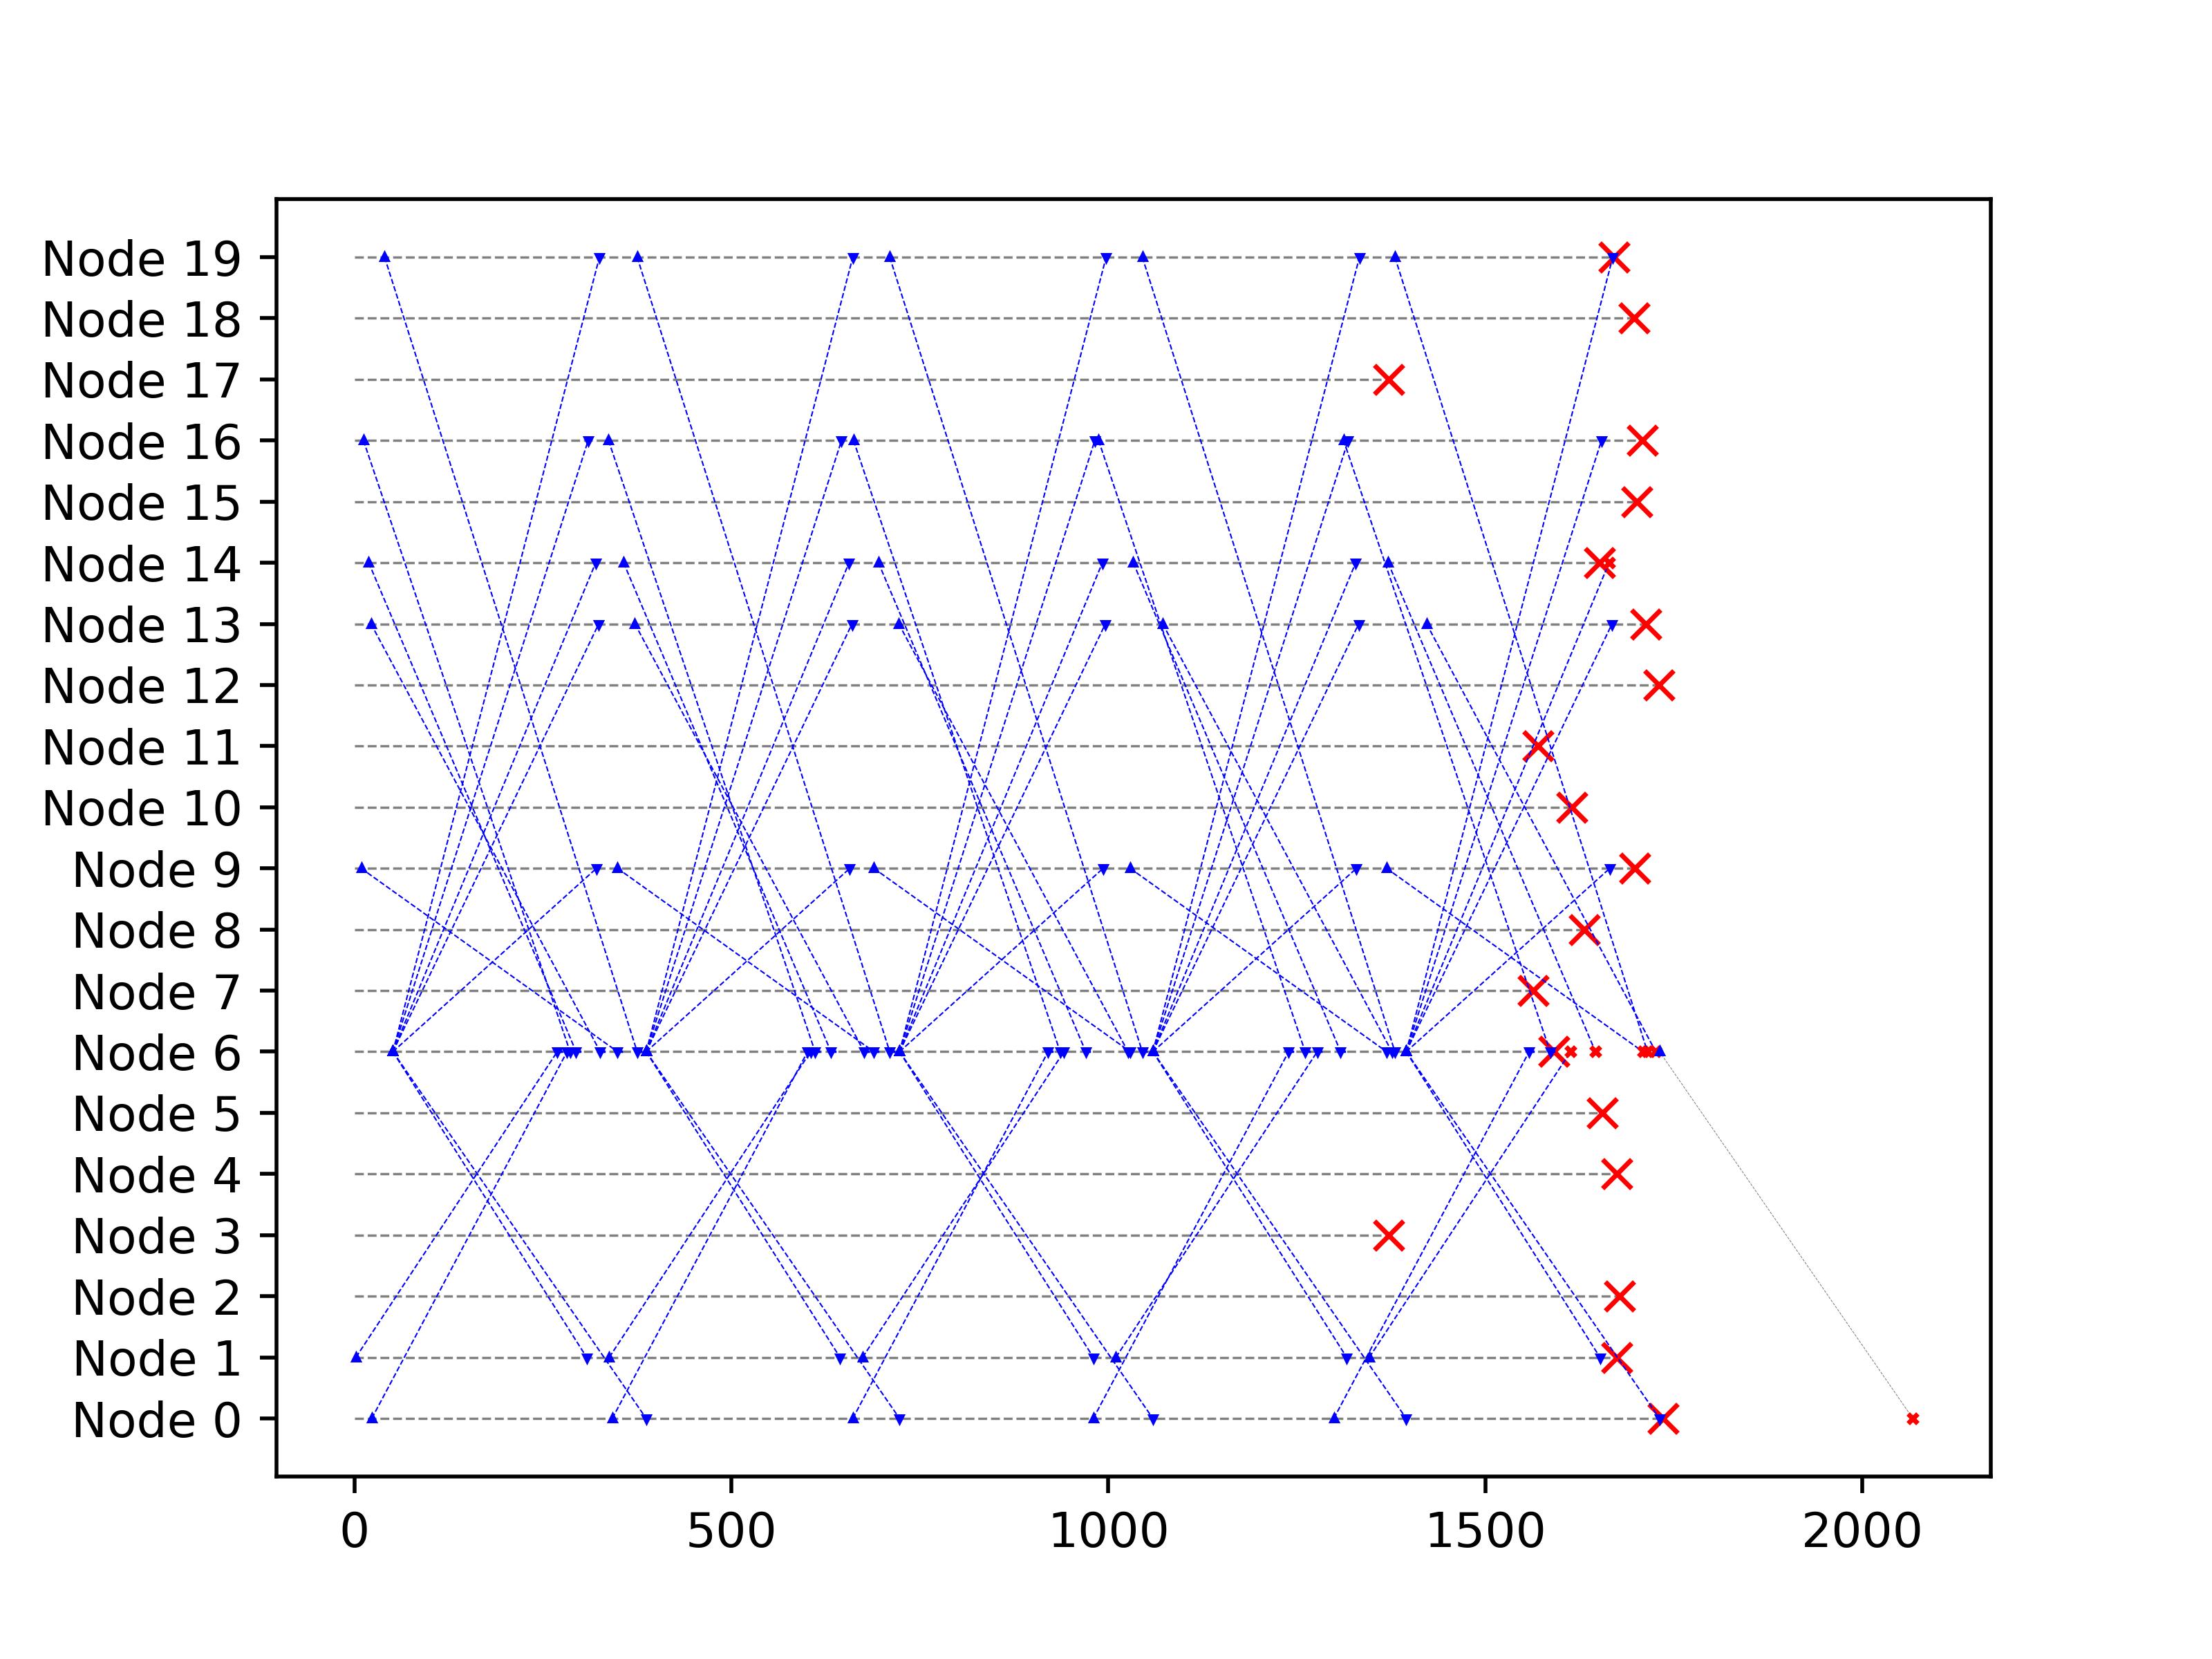 Node 19
Node 18
Node 17
Node 16
Node 15
Node 14
Node 13
Node 12
Node 11
Node 10
Node 9
Node 8
Node 7
Node 6
Node 5
Node 4
Node 3
Node 2
Node 1
Node 0
0 500 1000 1500 2000